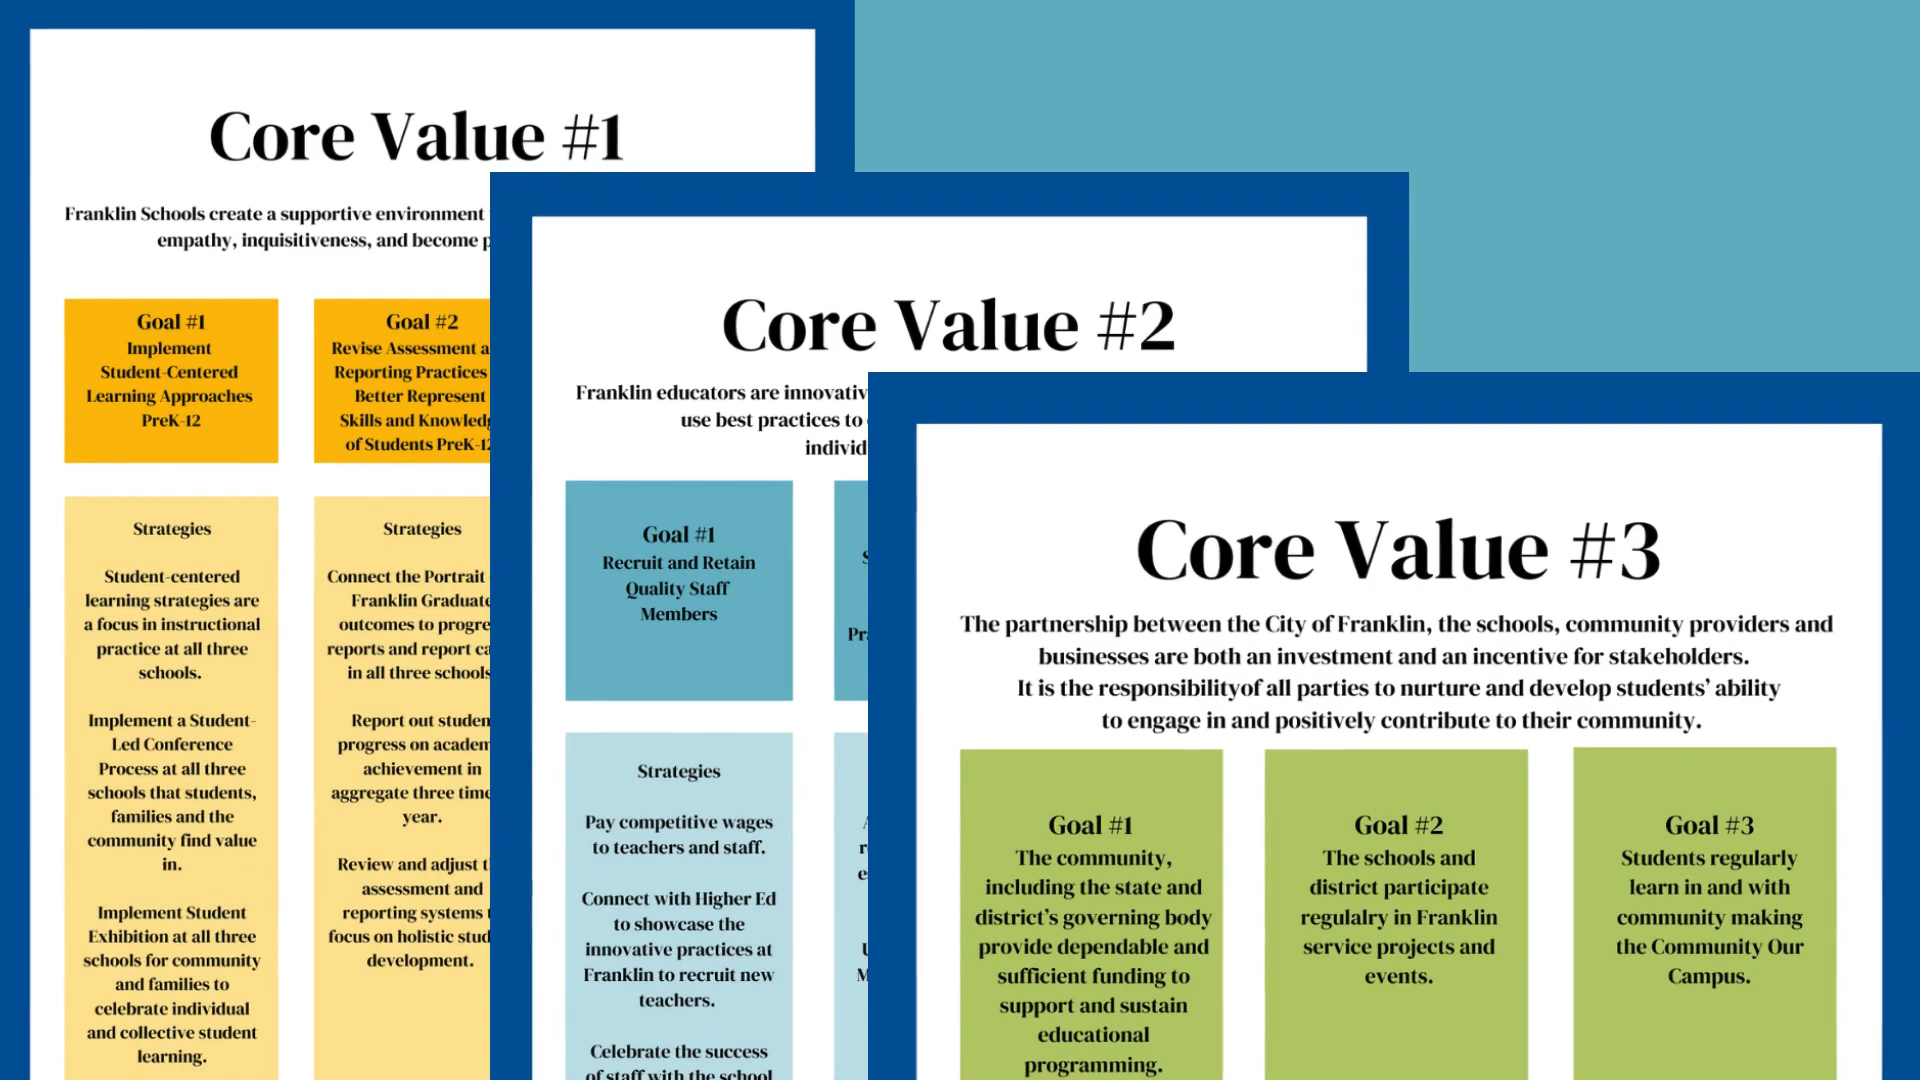 Core Value #1
Franklin Schools create a supportive environment
empathy, inquisitiveness, and become
Goal #1
Implement
Student-Centered
Learning Approaches
PreK-12
Strategies
Student-centered
learning strategies are
a focus in instructional
practice at all three
schools.
Implement a Student-
Led Conference
Process at all three
schools that students,
families and the
community find value
in.
Implement Student
Exhibition at all three
schools for community
and families to
celebrate individual
and collective student
learning.
Goal #2
Revise Assessment
Reporting Practices
Better Represent
Skills and
of Students
Strategies
Connect the Portrait
Franklin
outcomes to
reports and report
in all three schools
Report out
progress on
achievement in
aggregate three
year.
Review and adjust
assessment and
reporting systems
focus on holistic
development.
Core Value #2
Franklin educators are
use best practices to
Goal #1
Recruit and Retain
Quality Staff
Members
Strategies
Pay competitive wages
to teachers and staff.
Connect with Higher Ed
to showcase the
innovative practices at
Franklin to recruit new
teachers.
Celebrate the success
of staff with the school
Core Value #3
The partnership between the City of Franklin, the schools, community providers and
businesses are both an investment and an incentive for stakeholders.
It is the responsibilityof all parties to nurture and develop students’ ability
to engage in and positively contribute to their community.
Goal #1
The community,
including the state and
district’s governing body
provide dependable and
sufficient funding to
support and sustain
educational
programming.
Goal #2
The schools and
district participate
regulalry in Franklin
service projects and
events.
Goal #3
Students regularly
learn in and with
community making
the Community Our
Campus.